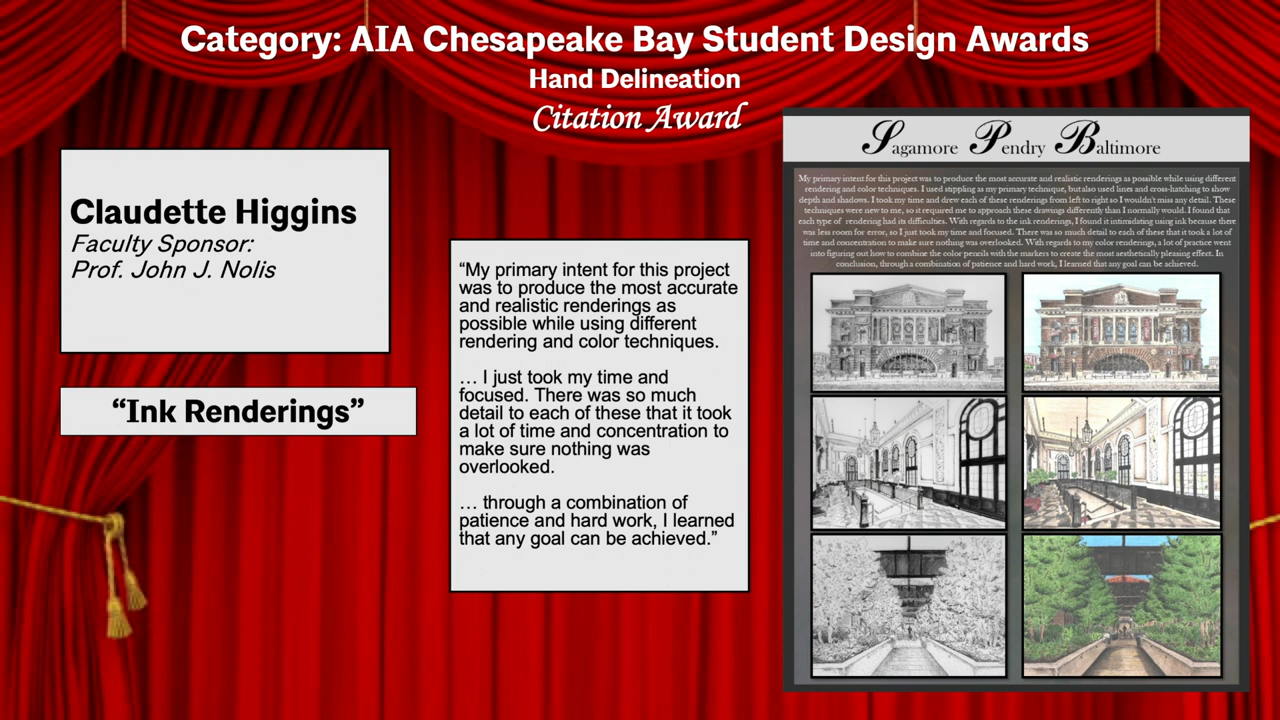 Category: AIA Chesapeake Bay Student Design Awards
Hand Delineation
Citation Award
Claudette Higgins
Faculty Sponsor:
Prof. John J. Nolis
“Ink Renderings”
“My primary intent for this project
was to produce the most accurate
and realistic renderings as
possible while using different
rendering and color techniques.
… I just took my time and
focused. There was so much
detail to each of these that it took
a lot of time and concentration to
make sure nothing was
overlooked.
… through a combination of
patience and hard work, I learned
that any goal can be achieved.”
Sagamore Pendry Baltimore
My primary intent for this project was to produce the most accurate and realistic renderings as possible while using different
rendering and color techniques. I used stippling as my primary technique, but also used lines and cross-hatching to show
depth and shadows. I took my time and drew each of these renderings from left to right so I wouldn't miss any detail. These
techniques were new to me, so it required me to approach these drawings differently than I normally would. I found that
each type of rendering had its difficulties. With regards to the ink renderings, I found it intimidating using ink because there
was less room for error, so I just took my time and focused. There was so much detail to each of these that it took a lot of
time and concentration to make sure nothing was overlooked. With regards to my color renderings, a lot of practice went
into figuring out how to combine the color pencils with the markers to create the most aesthetically pleasing effect. In
conclusion, through a combination of patience and hard work, I learned that any goal can be achieved.